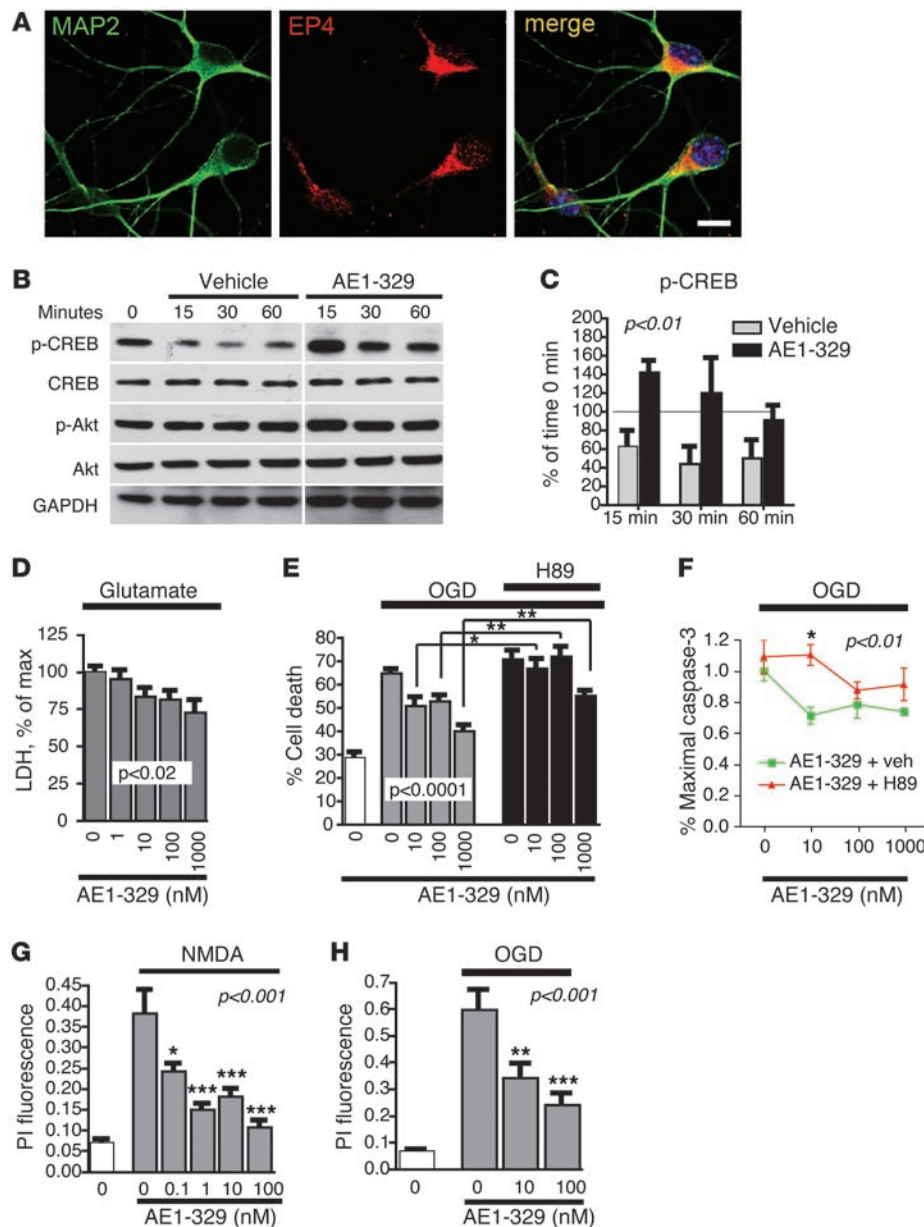 A
MAP2
EP4
merge
B
Vehicle
AE1-329
Minutes
0
15
30
60
15
30
60
p-CREB
CREB
p-Akt
Akt
GAPDH
C
p-CREB
p<0.01
Vehicle
AE1-329
% of time 0 min
200
180
160
140
120
100
80
60
40
20
0
15 min
30 min
60 min
D
Glutamate
LDH, % of max
125
100
75
50
25
0
p<0.02
0
1
10
100
1000
AE1-329 (nM)
E
H89
OGD
**
**
*
% Cell death
80
70
60
50
40
30
20
10
0
p<0.0001
0
0
10
100
1000
0
10
100
1000
AE1-329 (nM)
F
OGD
% Maximal caspase-3
1.2
1.0
0.8
0.6
0.4
0.2
0.0
*
p<0.01
AE1-329 + veh
AE1-329 + H89
0
10
100
1000
AE1-329 (nM)
G
NMDA
p<0.001
PI fluorescence
0.45
0.40
0.35
0.30
0.25
0.20
0.15
0.10
0.05
0.00
*
***
***
***
0
0
0.1
1
10
100
AE1-329 (nM)
H
OGD
p<0.001
PI fluorescence
0.7
0.6
0.5
0.4
0.3
0.2
0.1
0.0
**
***
0
0
10
100
AE1-329 (nM)